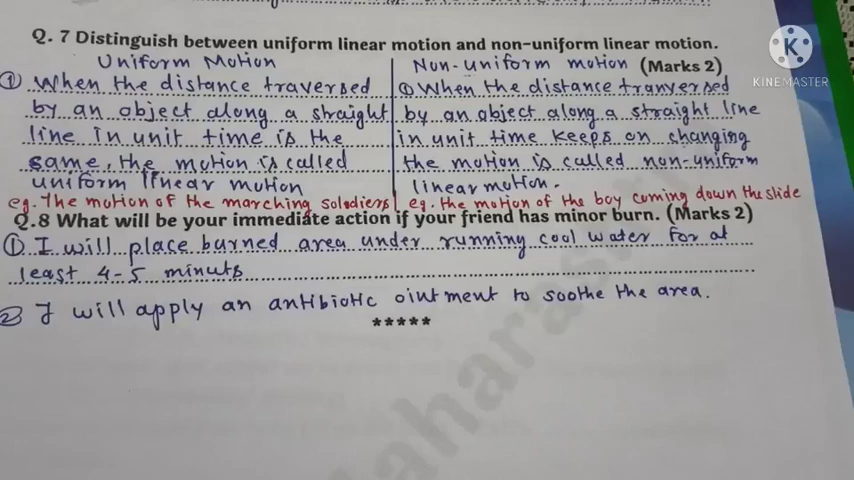 Q. 7 Distinguish between uniform linear motion and non-uniform linear motion.
(Marks 2)
Uniform Motion
① When the distance traversed
by an object along a straight
line in unit time is the
same, the motion is called
uniform linear motion
eg. The motion of the marching solodiers
Non-uniform motion
① When the distance tranversed
by an object along a straight line
in unit time keeps on changing
the motion is called non-uniform
linear motion.
eg. the motion of the boy coming down the slide
Q.8 What will be your immediate action if your friend has minor burn. (Marks 2)
① I will place burned area under running cool water for at
least 4-5 minuts
② I will apply an antibiotic ointment to soothe the area.
*****
K
KINEMASTER